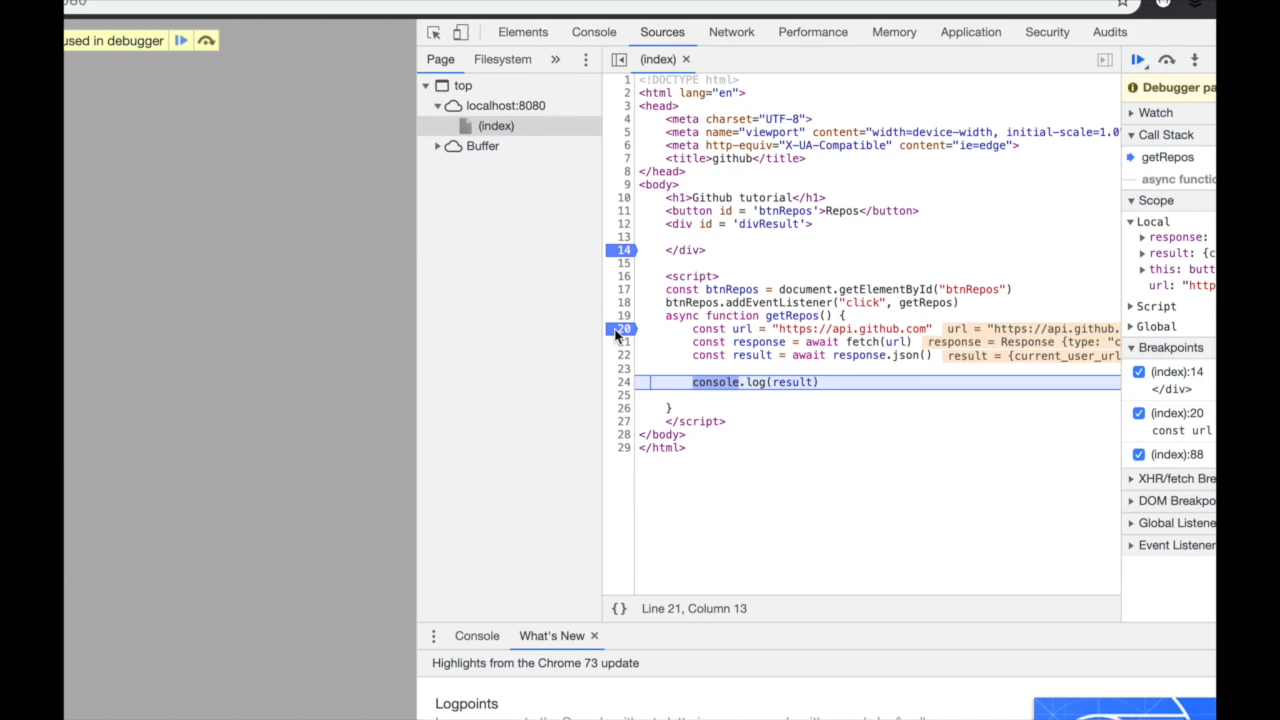 080
used in debugger
Elements Console Sources Network Performance Memory Application Security Audits
Page Filesystem » (index) ×
top
localhost:8080
(index)
Buffer
1 <!DOCTYPE html>
2 <html lang="en">
3 <head>
4 <meta charset="UTF-8">
5 <meta name="viewport" content="width=device-width, initial-scale=1.0
6 <meta http-equiv="X-UA-Compatible" content="ie=edge">
7 <title>github</title>
8 </head>
9 <body>
10 <h1>Github tutorial</h1>
11 <button id = 'btnRepos'>Repos</button>
12 <div id = 'divResult'>
13
14 </div>
15
16 <script>
17 const btnRepos = document.getElementById("btnRepos")
18 btnRepos.addEventListener("click", getRepos)
19 async function getRepos() {
20 const url = "https://api.github.com" url = "https://api.github.
21 const response = await fetch(url) response = Response {type: "c
22 const result = await response.json() result = {current_user_url
23
24 console.log(result)
25
26 }
27 </script>
28 </body>
29 </html>
{} Line 21, Column 13
Debugger pa
Watch
Call Stack
getRepos
async functi
Scope
Local
response:
result: {c
this: butt
url: "http
Script
Global
Breakpoints
(index):14
</div>
(index):20
const url
(index):88
XHR/fetch Bre
DOM Breakpo
Global Listene
Event Listener
Console What's New ×
Highlights from the Chrome 73 update
Logpoints